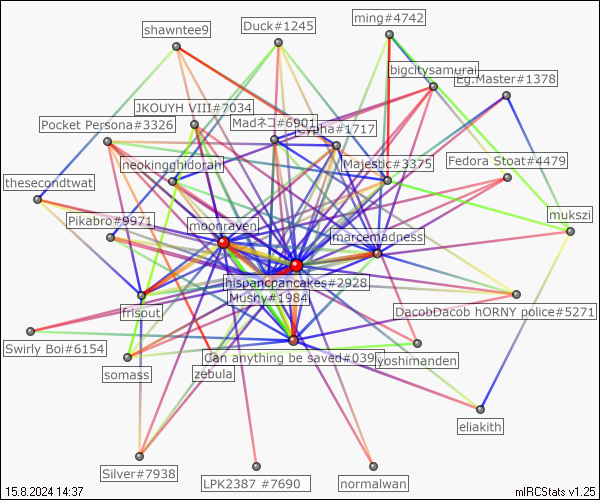 shawntee9
Duck#1245
ming#4742
bigcitysamurai
Eg.Master#1378
JKOUYH VIII#7034
Pocket Persona#3326
Madネコ#6901
Cypha#1717
neokinghidorah
Majestic#3375
Fedora Stoat#4479
thesecondtwat
Pikabro#9971
moonraven
marcemadness
mukszi
hispancpancakes#2928
Mushy#1984
frisout
DacobDacob hORNY police#5271
Swirly Boi#6154
Can anything be saved#039
yoshimanden
somass
zebula
eliakith
Silver#7938
LPK2387 #7690
normalwan
15.8.2024 14:37
mIRCStats v1.25